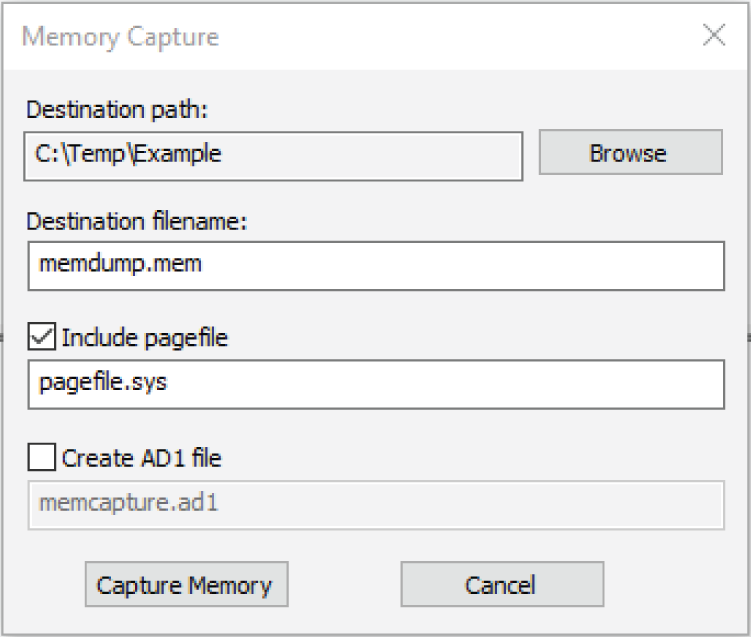 Memory Capture
Destination path:
C:\Temp\Example
Browse
Destination filename:
memdump.mem
Include pagefile
pagefile.sys
Create AD1 file
memcapture.ad1
Capture Memory
Cancel